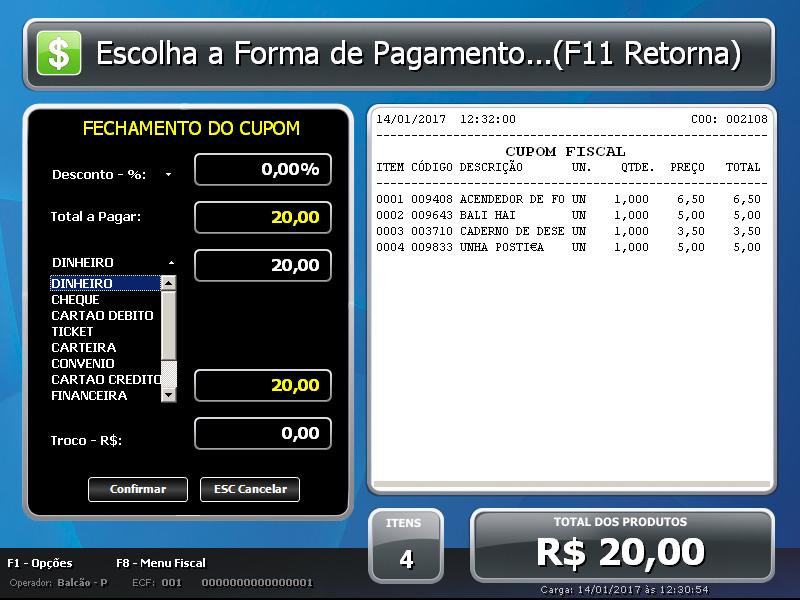 $ Escolha a Forma de Pagamento...(F11 Retorna)
FECHAMENTO DO CUPOM
Desconto - %: 0,00%
Total a Pagar: 20,00
DINHEIRO 20,00
DINHEIRO
CHEQUE
CARTAO DEBITO
TICKET
CARTEIRA
CONVENIO
CARTAO CREDITO
FINANCEIRA
20,00
Troco - R$: 0,00
Confirmar ESC Cancelar
14/01/2017 12:32:00 COO: 002108
CUPOM FISCAL
ITEM CÓDIGO DESCRIÇÃO UN. QTDE. PREÇO TOTAL
0001 009408 ACENDEDOR DE FO UN 1,000 6,50 6,50
0002 009643 BALI HAI UN 1,000 5,00 5,00
0003 003710 CADERNO DE DESE UN 1,000 3,50 3,50
0004 009833 UNHA POSTI€A UN 1,000 5,00 5,00
ITENS
4
TOTAL DOS PRODUTOS
R$ 20,00
F1 - Opções F8 - Menu Fiscal
Operador: Balcão - P ECF: 001 0000000000000001
Carga: 14/01/2017 às 12:30:54